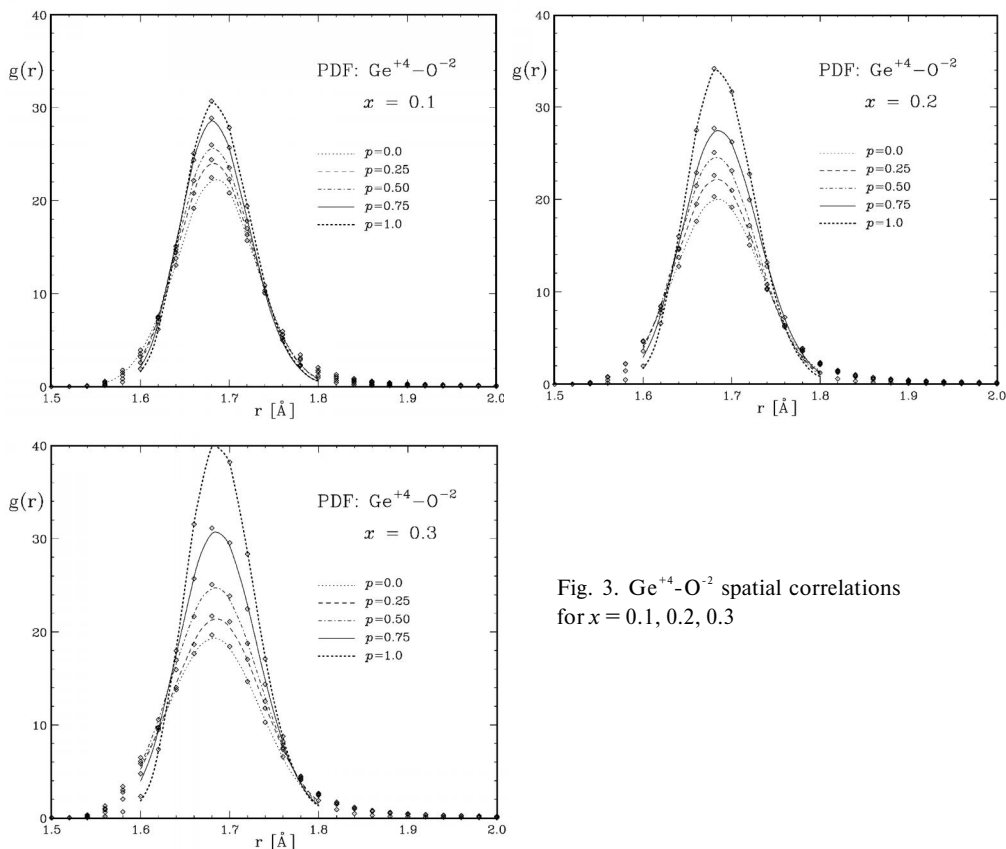 40
g(r)
30
20
10
0
1.5 1.6 1.7 1.8 1.9 2.0
r [Å]
PDF: Ge⁺⁴−O⁻²
x = 0.1
p=0.0
p=0.25
p=0.50
p=0.75
p=1.0
40
g(r)
30
20
10
0
1.5 1.6 1.7 1.8 1.9 2.0
r [Å]
PDF: Ge⁺⁴−O⁻²
x = 0.2
p=0.0
p=0.25
p=0.50
p=0.75
p=1.0
40
g(r)
30
20
10
0
1.5 1.6 1.7 1.8 1.9 2.0
r [Å]
PDF: Ge⁺⁴−O⁻²
x = 0.3
p=0.0
p=0.25
p=0.50
p=0.75
p=1.0
Fig. 3. Ge⁺⁴-O⁻² spatial correlations
for x = 0.1, 0.2, 0.3